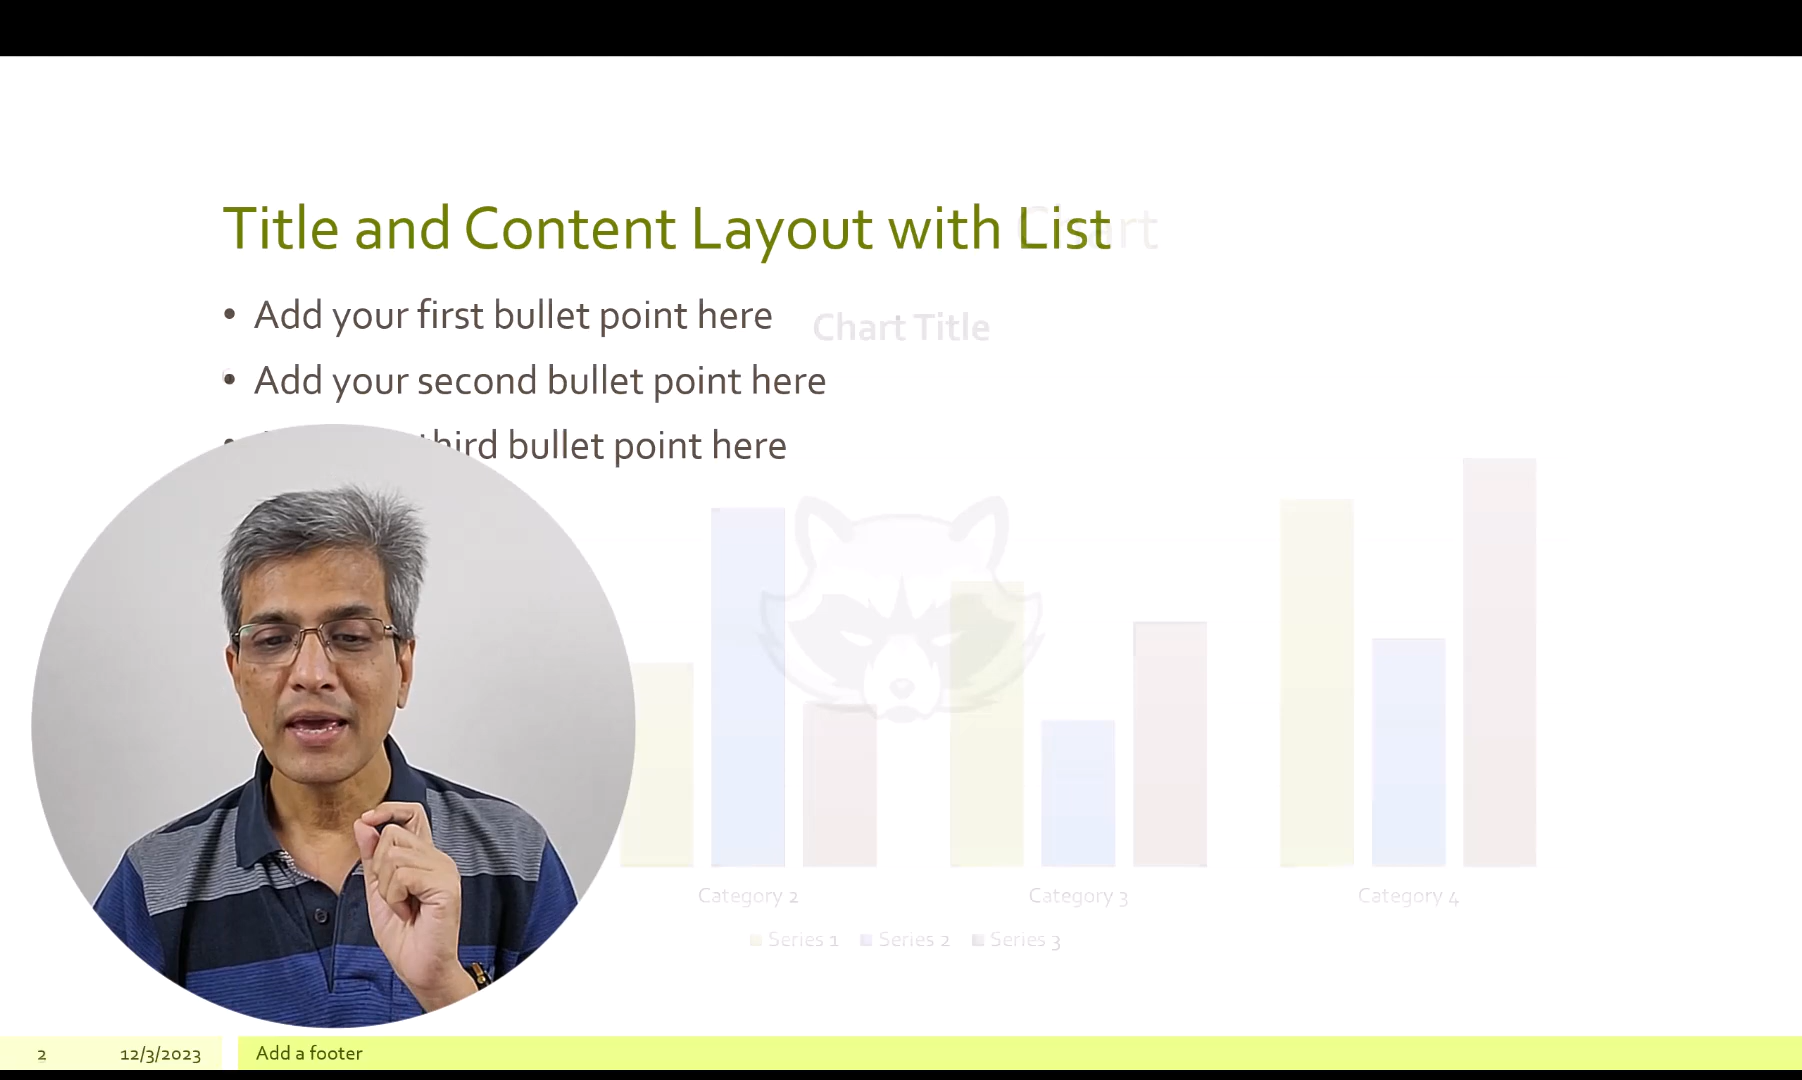 Title and Content Layout with List
Chart
• Add your first bullet point here
Chart Title
• Add your second bullet point here
• third bullet point here
Category 2 Category 3 Category 4
Series 1 Series 2 Series 3
2 12/3/2023 Add a footer